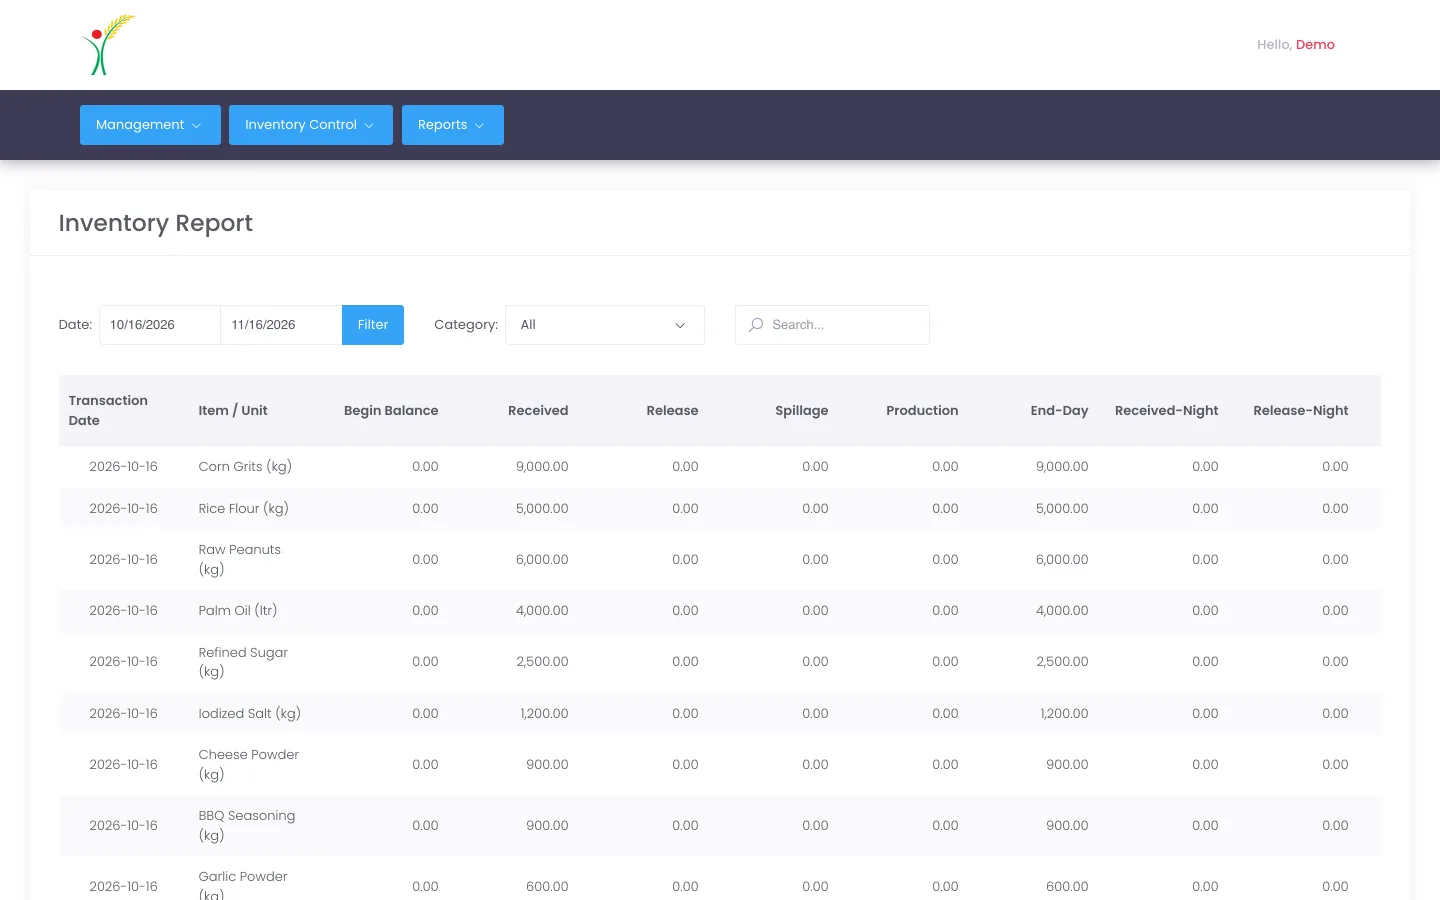 Hello, Demo
Management
Inventory Control
Reports
Inventory Report
Date:
10/16/2026
11/16/2026
Filter
Category:
All
Search...
Transaction Date
Item / Unit
Begin Balance
Received
Release
Spillage
Production
End-Day
Received-Night
Release-Night
2026-10-16 Corn Grits (kg) 0.00 9,000.00 0.00 0.00 0.00 9,000.00 0.00 0.00
2026-10-16 Rice Flour (kg) 0.00 5,000.00 0.00 0.00 0.00 5,000.00 0.00 0.00
2026-10-16 Raw Peanuts (kg) 0.00 6,000.00 0.00 0.00 0.00 6,000.00 0.00 0.00
2026-10-16 Palm Oil (ltr) 0.00 4,000.00 0.00 0.00 0.00 4,000.00 0.00 0.00
2026-10-16 Refined Sugar (kg) 0.00 2,500.00 0.00 0.00 0.00 2,500.00 0.00 0.00
2026-10-16 Iodized Salt (kg) 0.00 1,200.00 0.00 0.00 0.00 1,200.00 0.00 0.00
2026-10-16 Cheese Powder (kg) 0.00 900.00 0.00 0.00 0.00 900.00 0.00 0.00
2026-10-16 BBQ Seasoning (kg) 0.00 900.00 0.00 0.00 0.00 900.00 0.00 0.00
2026-10-16 Garlic Powder (kg) 0.00 600.00 0.00 0.00 0.00 600.00 0.00 0.00